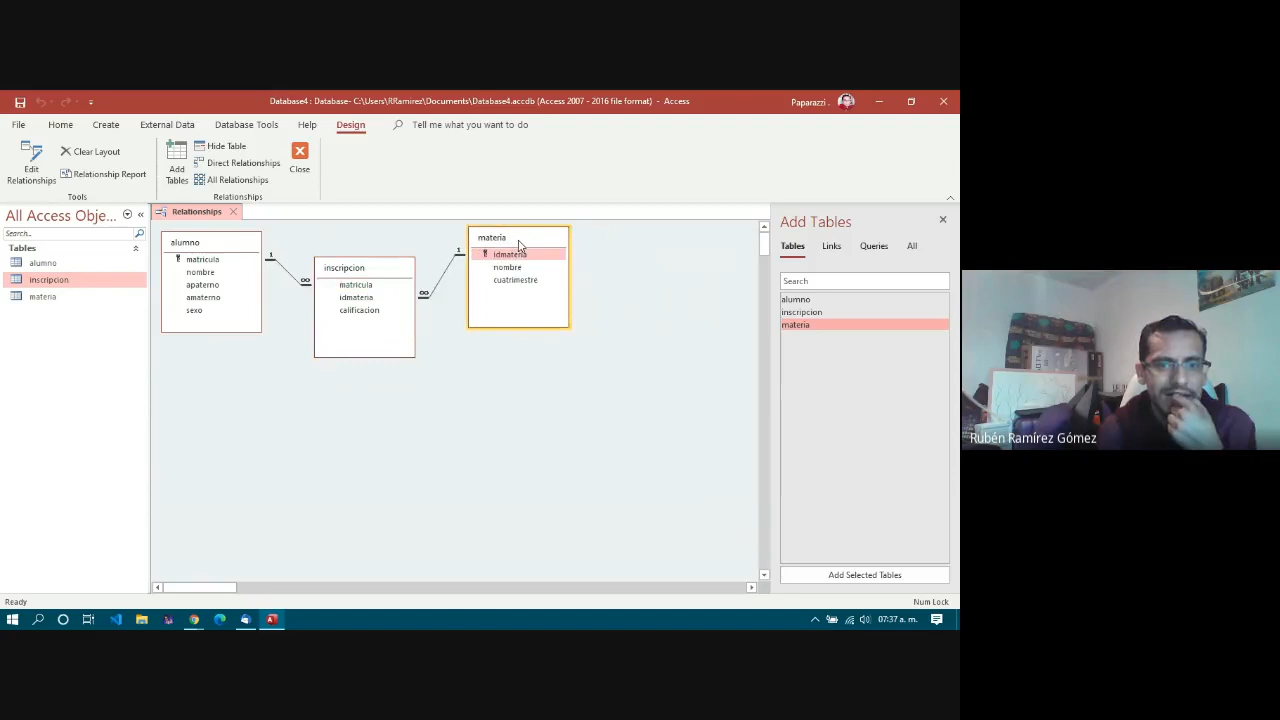 Database4 : Database- C:\Users\RRamirez\Documents\Database4.accdb (Access 2007 - 2016 file format) - Access
Paparazzi .
File Home Create External Data Database Tools Help Design Tell me what you want to do
Edit Relationships
Clear Layout
Relationship Report
Tools
Add Tables
Hide Table
Direct Relationships
All Relationships
Close
Relationships
All Access Obje...
Search...
Tables
alumno
inscripcion
materia
Relationships
alumno
matricula
nombre
apaterno
amaterno
sexo
1
∞
inscripcion
matricula
idmateria
calificacion
∞
1
materia
idmateria
nombre
cuatrimestre
Add Tables
Tables Links Queries All
Search
alumno
inscripcion
materia
Add Selected Tables
Rubén Ramírez Gómez
Ready
Num Lock
07:37 a. m.